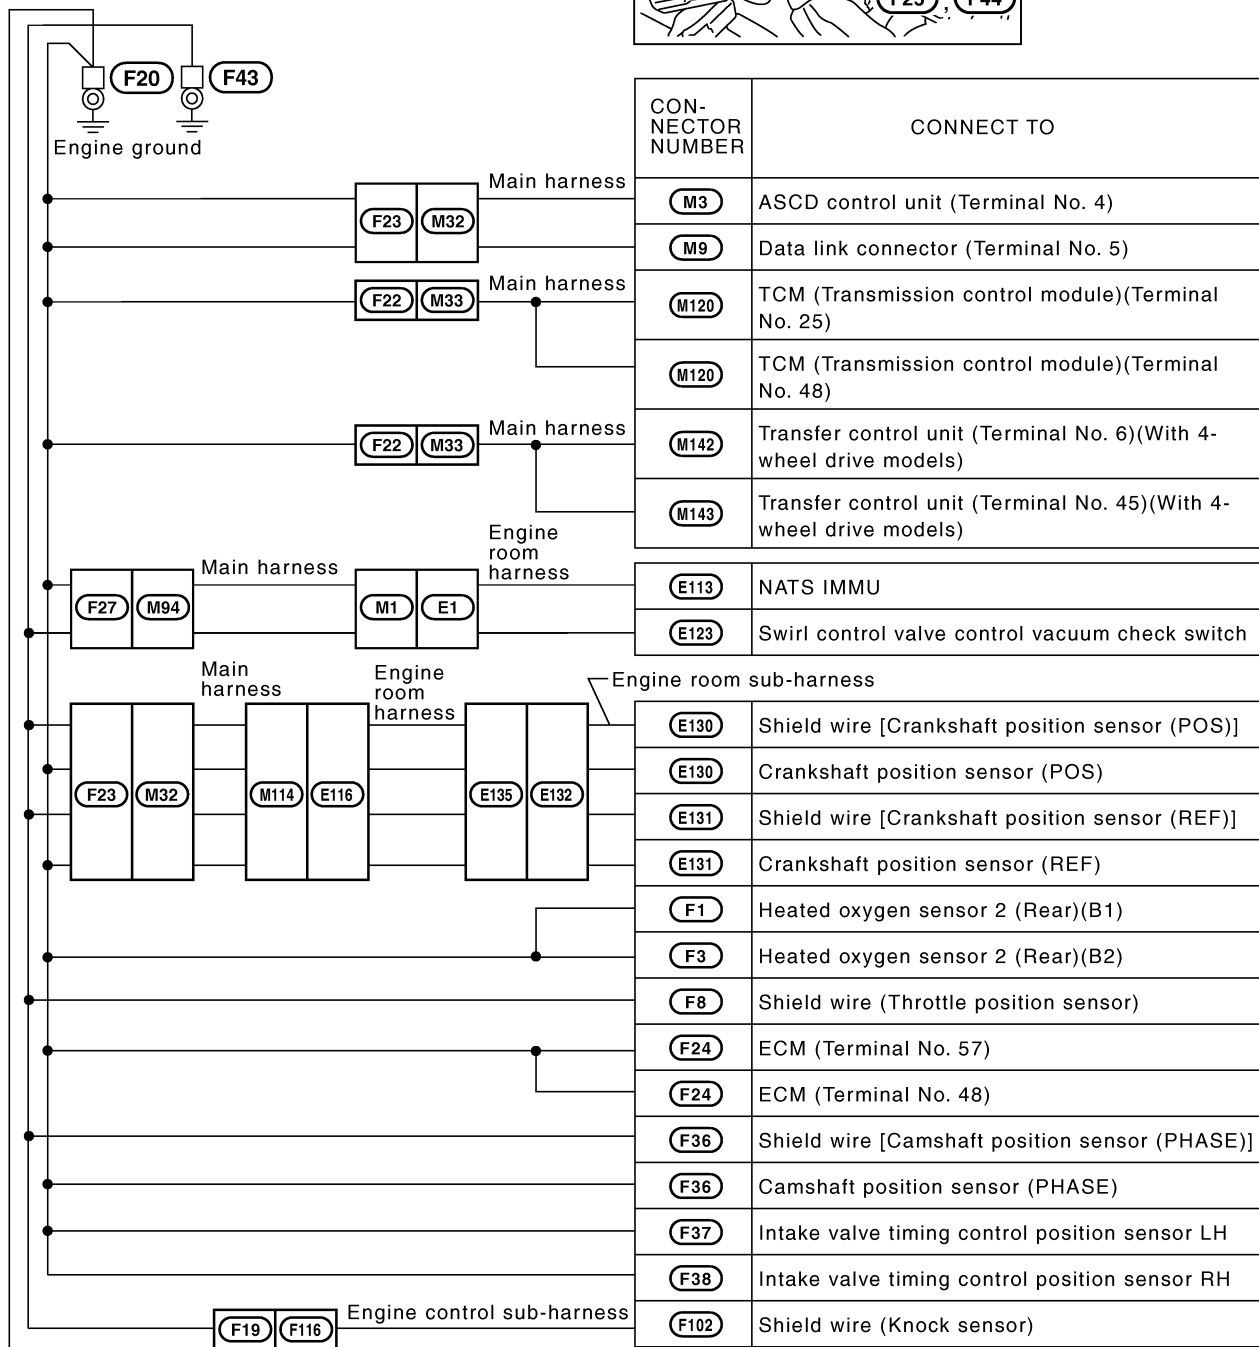 F25 , F44
F20 F43
Engine ground
CON-
NECTOR
NUMBER
CONNECT TO
Main harness
F23 M32
M3 ASCD control unit (Terminal No. 4)
M9 Data link connector (Terminal No. 5)
Main harness
F22 M33
M120 TCM (Transmission control module)(Terminal
No. 25)
M120 TCM (Transmission control module)(Terminal
No. 48)
Main harness
F22 M33
M142 Transfer control unit (Terminal No. 6)(With 4-
wheel drive models)
M143 Transfer control unit (Terminal No. 45)(With 4-
wheel drive models)
Engine
room
harness
Main harness
F27 M94 M1 E1
E113 NATS IMMU
E123 Swirl control valve control vacuum check switch
Main
harness
Engine
room
harness
Engine room sub-harness
F23 M32 M114 E116 E135 E132
E130 Shield wire [Crankshaft position sensor (POS)]
E130 Crankshaft position sensor (POS)
E131 Shield wire [Crankshaft position sensor (REF)]
E131 Crankshaft position sensor (REF)
F1 Heated oxygen sensor 2 (Rear)(B1)
F3 Heated oxygen sensor 2 (Rear)(B2)
F8 Shield wire (Throttle position sensor)
F24 ECM (Terminal No. 57)
F24 ECM (Terminal No. 48)
F36 Shield wire [Camshaft position sensor (PHASE)]
F36 Camshaft position sensor (PHASE)
F37 Intake valve timing control position sensor LH
F38 Intake valve timing control position sensor RH
Engine control sub-harness
F19 F116
F102 Shield wire (Knock sensor)